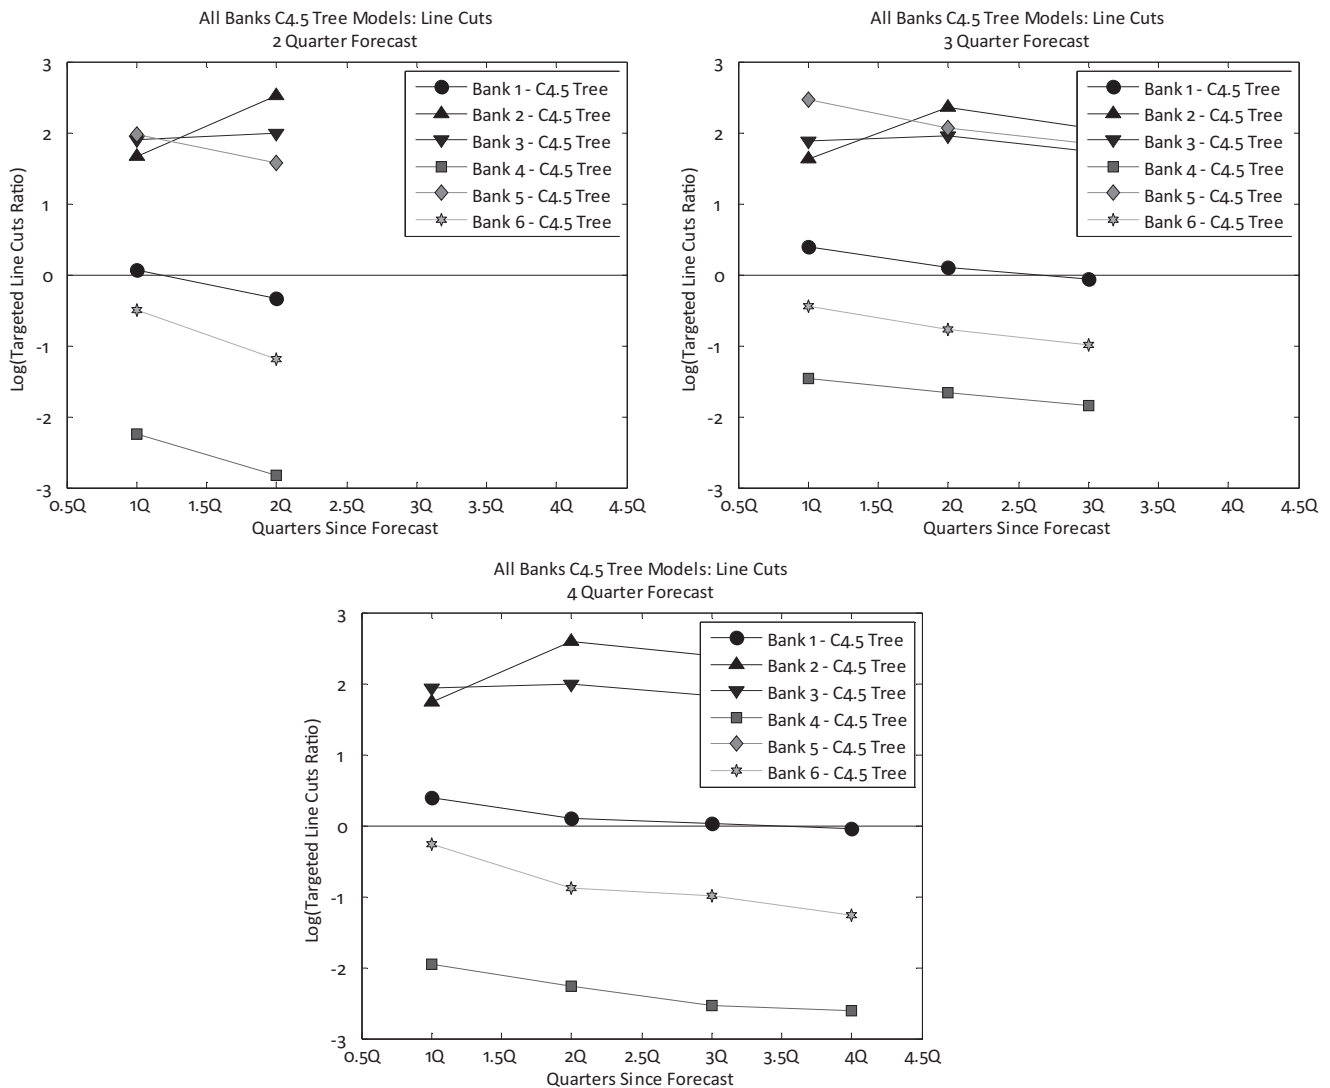 All Banks C4.5 Tree Models: Line Cuts
2 Quarter Forecast
3
2
1
0
-1
-2
-3
Log(Targeted Line Cuts Ratio)
Bank 1 - C4.5 Tree
Bank 2 - C4.5 Tree
Bank 3 - C4.5 Tree
Bank 4 - C4.5 Tree
Bank 5 - C4.5 Tree
Bank 6 - C4.5 Tree
0.5Q 1Q 1.5Q 2Q 2.5Q 3Q 3.5Q 4Q 4.5Q
Quarters Since Forecast
All Banks C4.5 Tree Models: Line Cuts
3 Quarter Forecast
3
2
1
0
-1
-2
-3
Log(Targeted Line Cuts Ratio)
Bank 1 - C4.5 Tree
Bank 2 - C4.5 Tree
Bank 3 - C4.5 Tree
Bank 4 - C4.5 Tree
Bank 5 - C4.5 Tree
Bank 6 - C4.5 Tree
0.5Q 1Q 1.5Q 2Q 2.5Q 3Q 3.5Q 4Q 4.5Q
Quarters Since Forecast
All Banks C4.5 Tree Models: Line Cuts
4 Quarter Forecast
3
2
1
0
-1
-2
-3
Log(Targeted Line Cuts Ratio)
Bank 1 - C4.5 Tree
Bank 2 - C4.5 Tree
Bank 3 - C4.5 Tree
Bank 4 - C4.5 Tree
Bank 5 - C4.5 Tree
Bank 6 - C4.5 Tree
0.5Q 1Q 1.5Q 2Q 2.5Q 3Q 3.5Q 4Q 4.5Q
Quarters Since Forecast